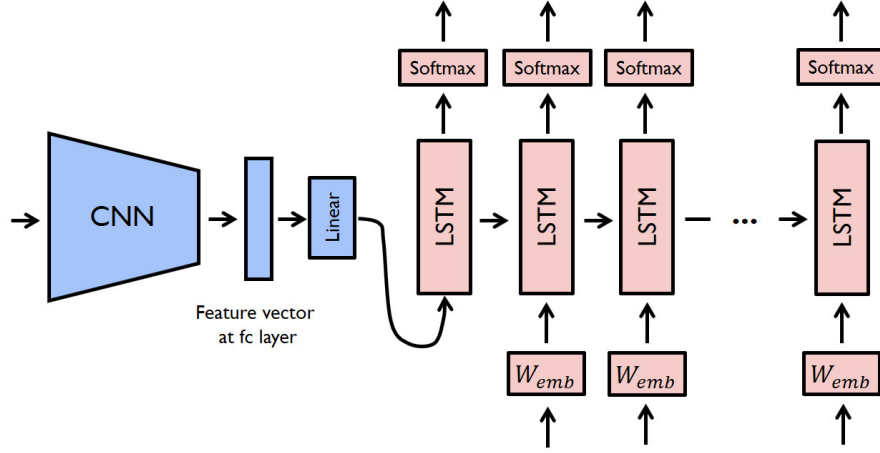 Softmax Softmax Softmax Softmax
CNN
Linear
LSTM LSTM LSTM ... LSTM
Feature vector
at fc layer
W_emb W_emb W_emb